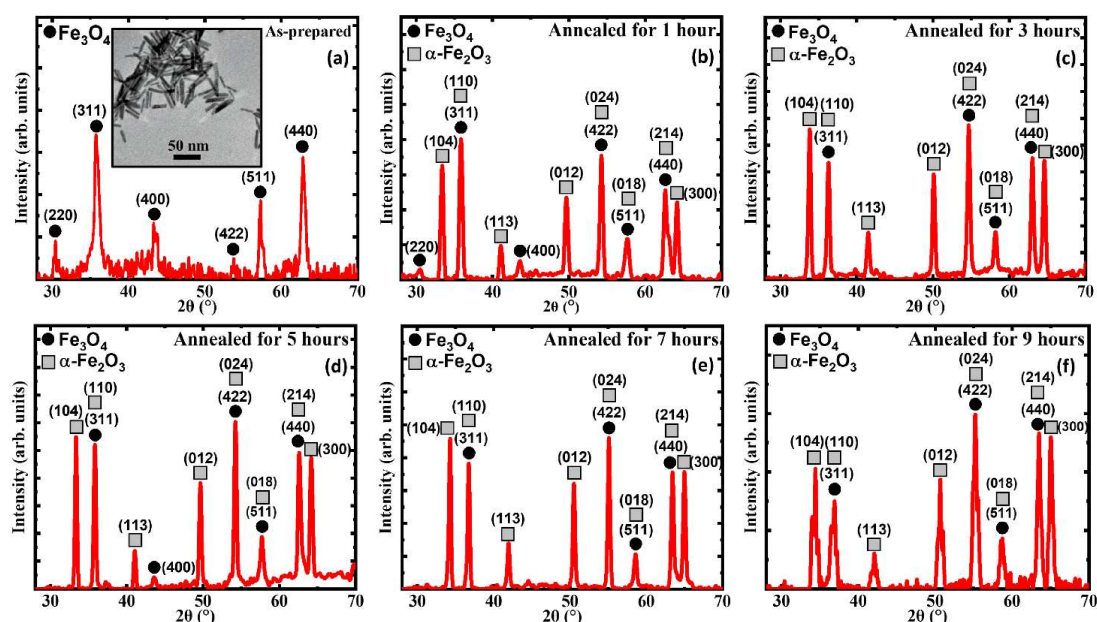 Fe3O4
As-prepared
(a)
(311)
(440)
(511)
(400)
(220)
(422)
50 nm
Intensity (arb. units)
30 40 50 60 70
2θ (°)
Fe3O4
Annealed for 1 hour
α-Fe2O3
(b)
(110)
(024)
(311)
(422)
(214)
(104)
(440)
(012)
(018)
(300)
(511)
(113)
(220)
(400)
Intensity (arb. units)
30 40 50 60 70
2θ (°)
Fe3O4
Annealed for 3 hours
α-Fe2O3
(c)
(024)
(104)
(110)
(422)
(214)
(311)
(440)
(012)
(300)
(018)
(113)
(511)
Intensity (arb. units)
30 40 50 60 70
2θ (°)
Fe3O4
Annealed for 5 hours
α-Fe2O3
(d)
(024)
(110)
(422)
(214)
(104)
(311)
(440)
(300)
(012)
(018)
(113)
(511)
(400)
Intensity (arb. units)
30 40 50 60 70
2θ (°)
Fe3O4
Annealed for 7 hours
α-Fe2O3
(e)
(024)
(110)
(422)
(214)
(104)
(311)
(440)
(300)
(012)
(018)
(113)
(511)
Intensity (arb. units)
30 40 50 60 70
2θ (°)
Fe3O4
Annealed for 9 hours
α-Fe2O3
(f)
(024)
(214)
(422)
(104)
(110)
(440)
(300)
(311)
(012)
(018)
(113)
(511)
Intensity (arb. units)
30 40 50 60 70
2θ (°)